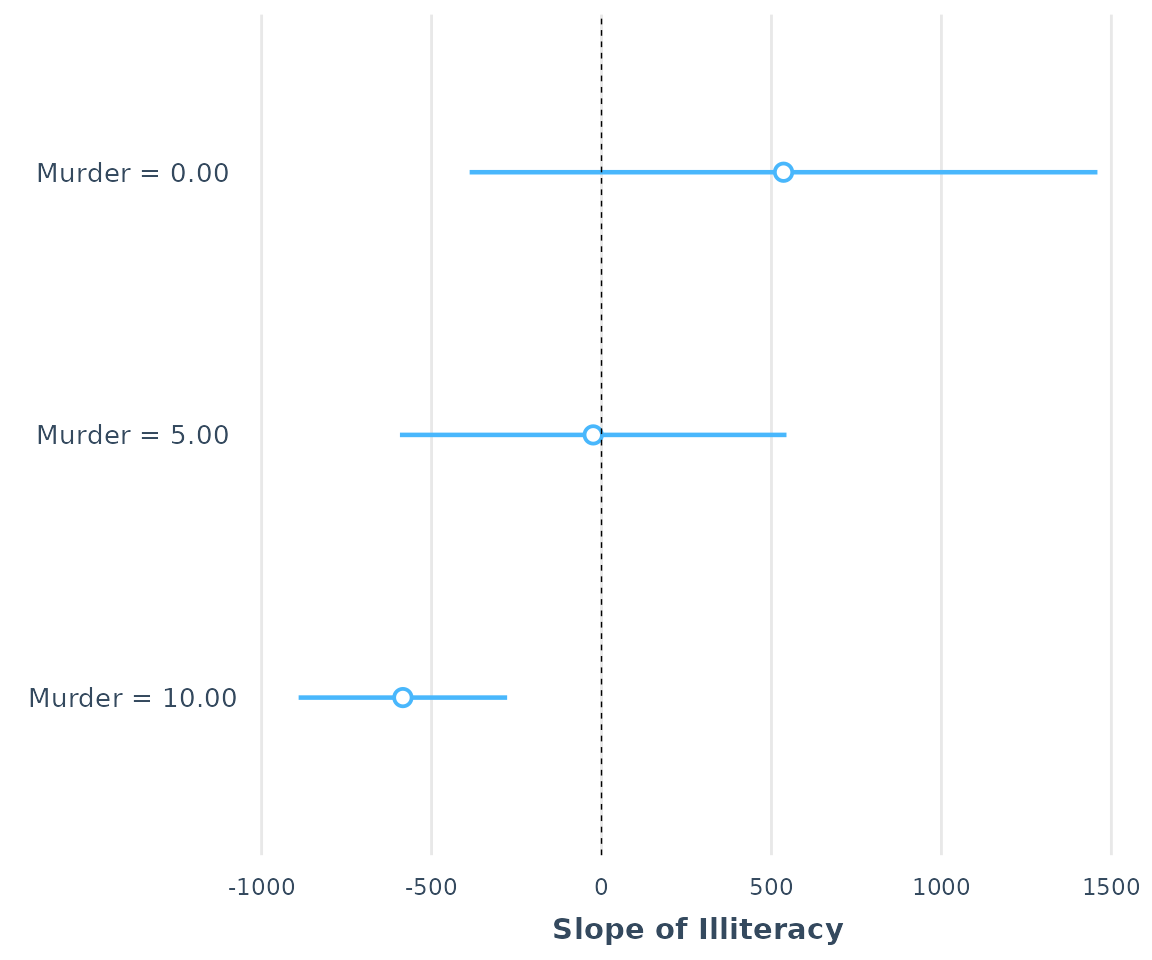 Murder = 0.00
Murder = 5.00
Murder = 10.00
-1000 -500 0 500 1000 1500
Slope of Illiteracy